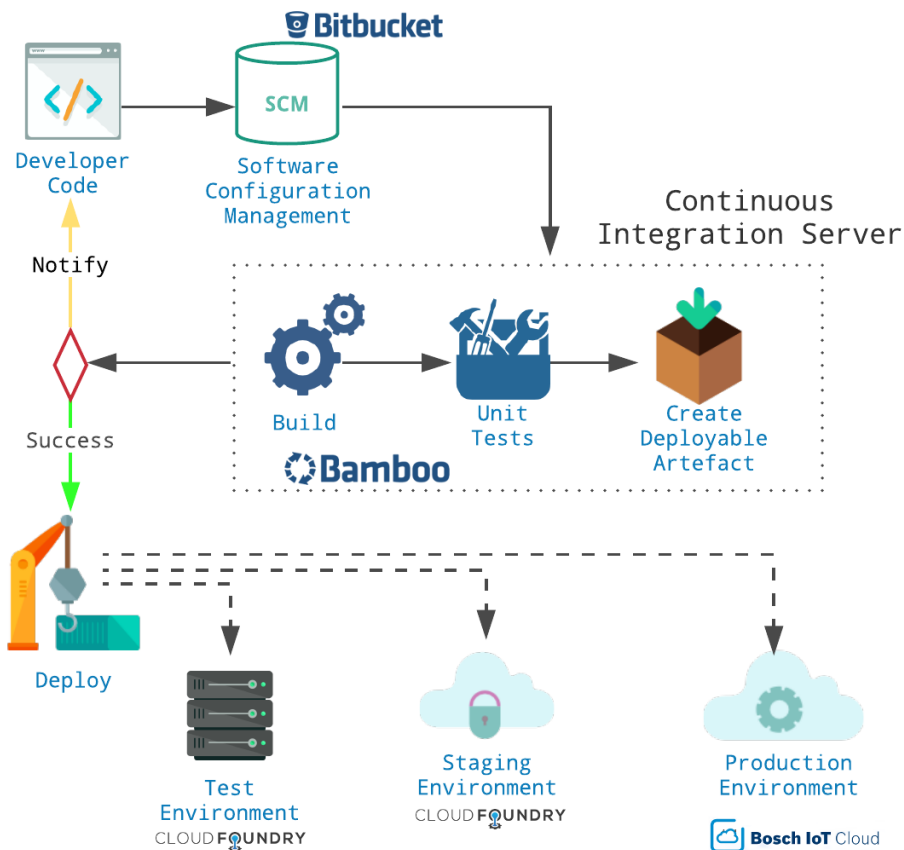 Bitbucket
www
SCM
Developer
Code
Software
Configuration
Management
Continuous
Integration Server
Notify
Build
Unit
Tests
Create
Deployable
Artefact
Success
Bamboo
Deploy
Test
Environment
CLOUD FOUNDRY
Staging
Environment
CLOUD FOUNDRY
Production
Environment
Bosch IoT Cloud